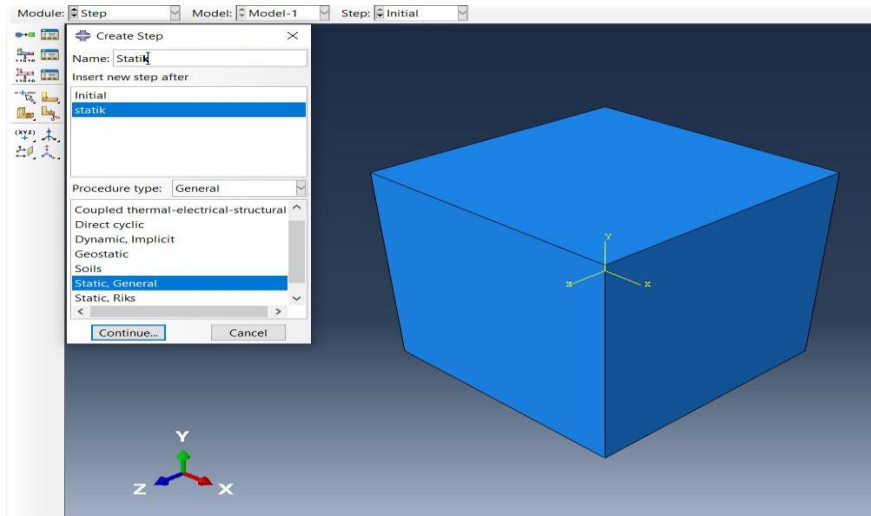 Module: Step Model: Model-1 Step: Initial
Create Step
Name: Statik
Insert new step after
Initial
statik
Procedure type: General
Coupled thermal-electrical-structural
Direct cyclic
Dynamic, Implicit
Geostatic
Soils
Static, General
Static, Riks
Continue... Cancel
(XYZ)
Y
Z X
Y
Z X